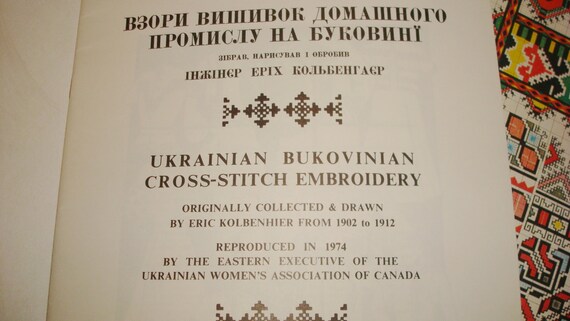 ВЗОРИ ВИШИВОК ДОМАШНОГО
ПРОМИСЛУ НА БУКОВИНЇ
ЗІБРАВ, НАРИСУВАВ І ОБРОБИВ
ІНЖІНЄР ЕРІХ КОЛЬБЕНГАЄР
UKRAINIAN BUKOVINIAN
CROSS-STITCH EMBROIDERY
ORIGINALLY COLLECTED & DRAWN
BY ERIC KOLBENHIER FROM 1902 to 1912
REPRODUCED IN 1974
BY THE EASTERN EXECUTIVE OF THE
UKRAINIAN WOMEN'S ASSOCIATION OF CANADA